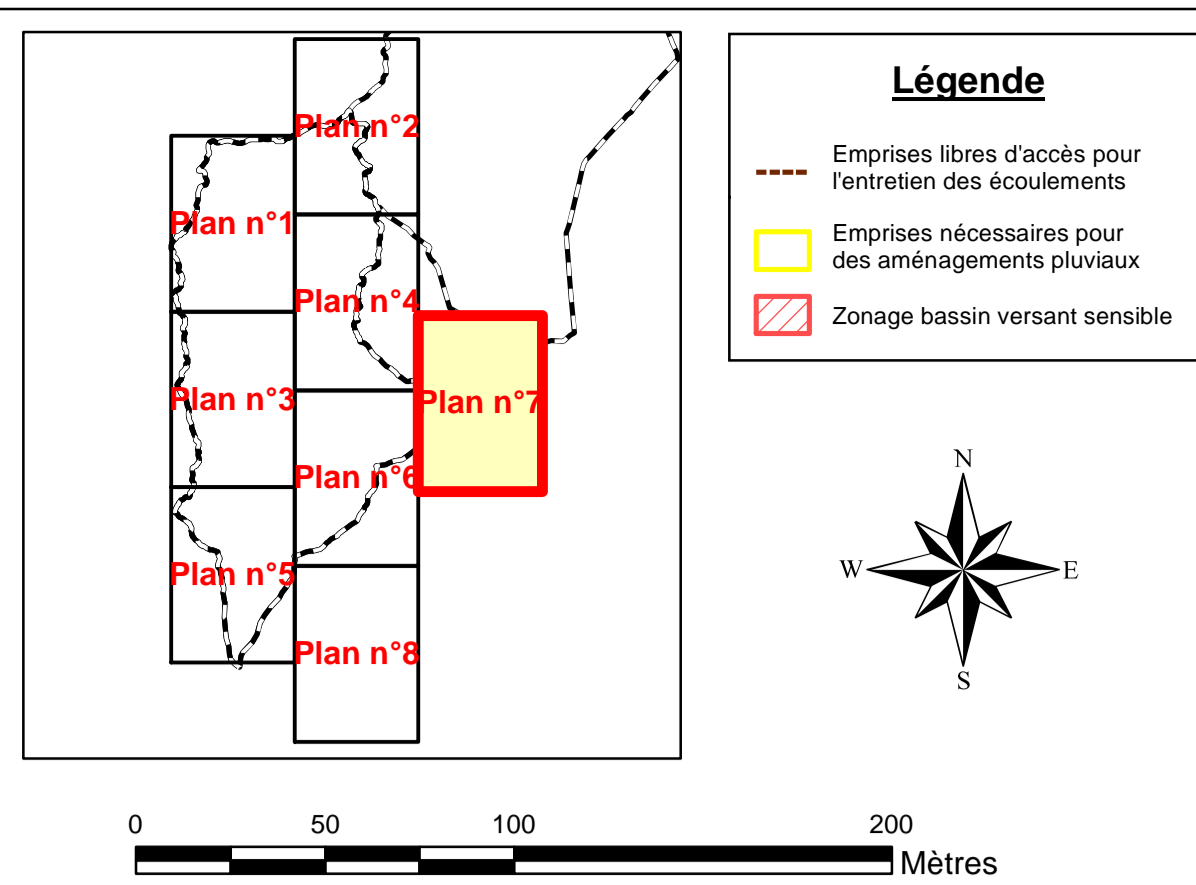 Plan n°2
Plan n°1
Plan n°4
Plan n°3
Plan n°7
Plan n°6
Plan n°5
Plan n°8
Légende
Emprises libres d'accès pour
l'entretien des écoulements
Emprises nécessaires pour
des aménagements pluviaux
Zonage bassin versant sensible
N
W
E
S
0 50 100 200
Mètres